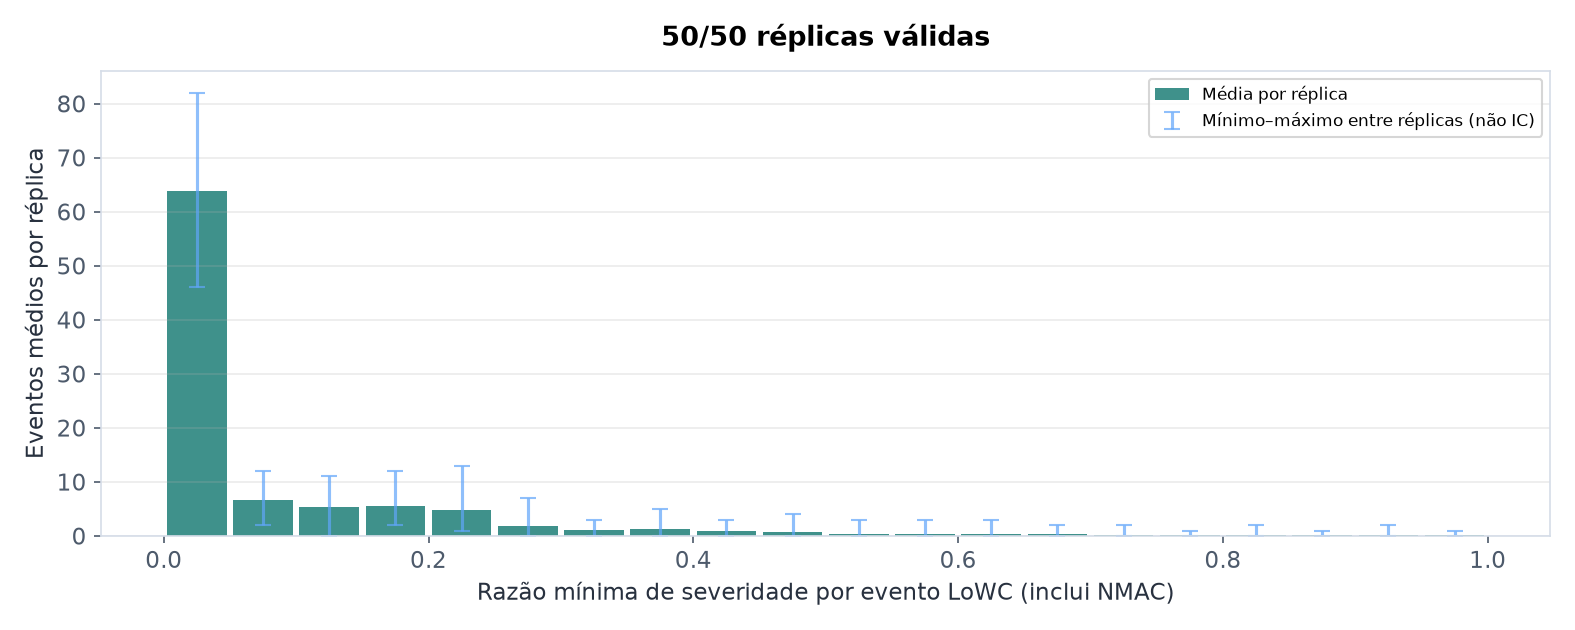 50/50 réplicas válidas
Média por réplica
Mínimo–máximo entre réplicas (não IC)
Eventos médios por réplica
80
70
60
50
40
30
20
10
0
0.0 0.2 0.4 0.6 0.8 1.0
Razão mínima de severidade por evento LoWC (inclui NMAC)